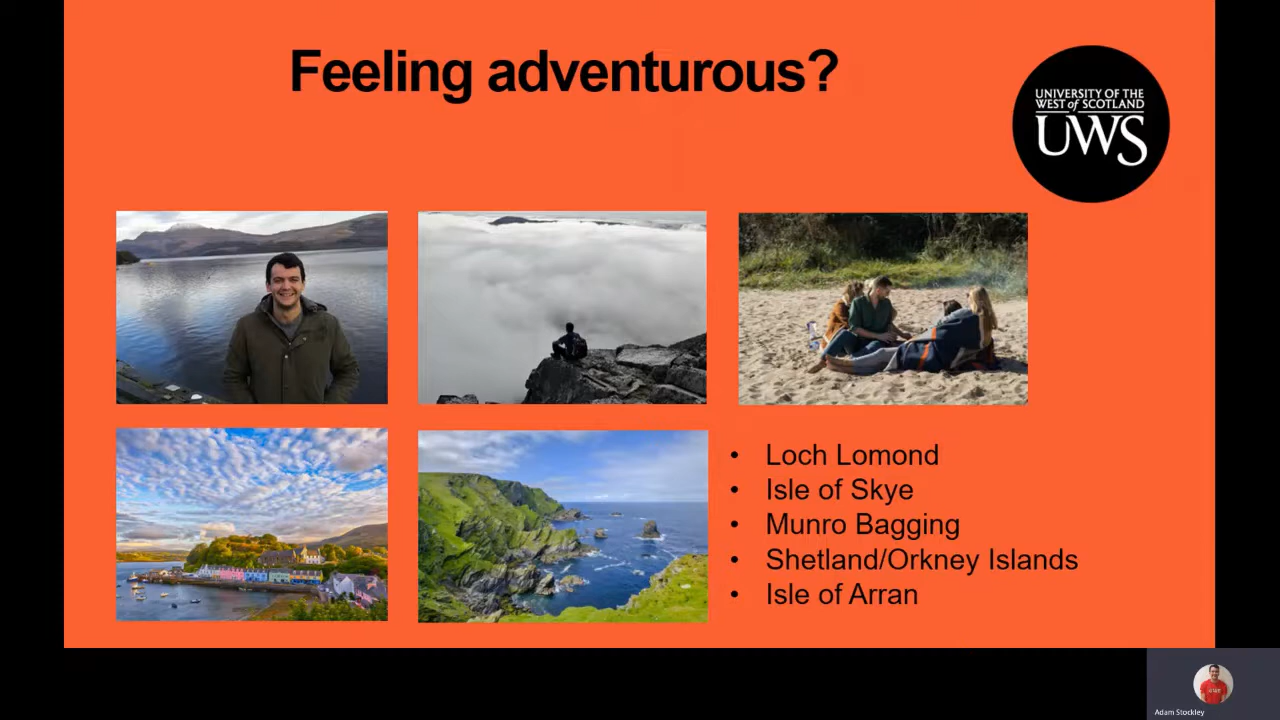 Feeling adventurous?
UNIVERSITY OF THE
WEST of SCOTLAND
UWS
• Loch Lomond
• Isle of Skye
• Munro Bagging
• Shetland/Orkney Islands
• Isle of Arran
Adam Stockley